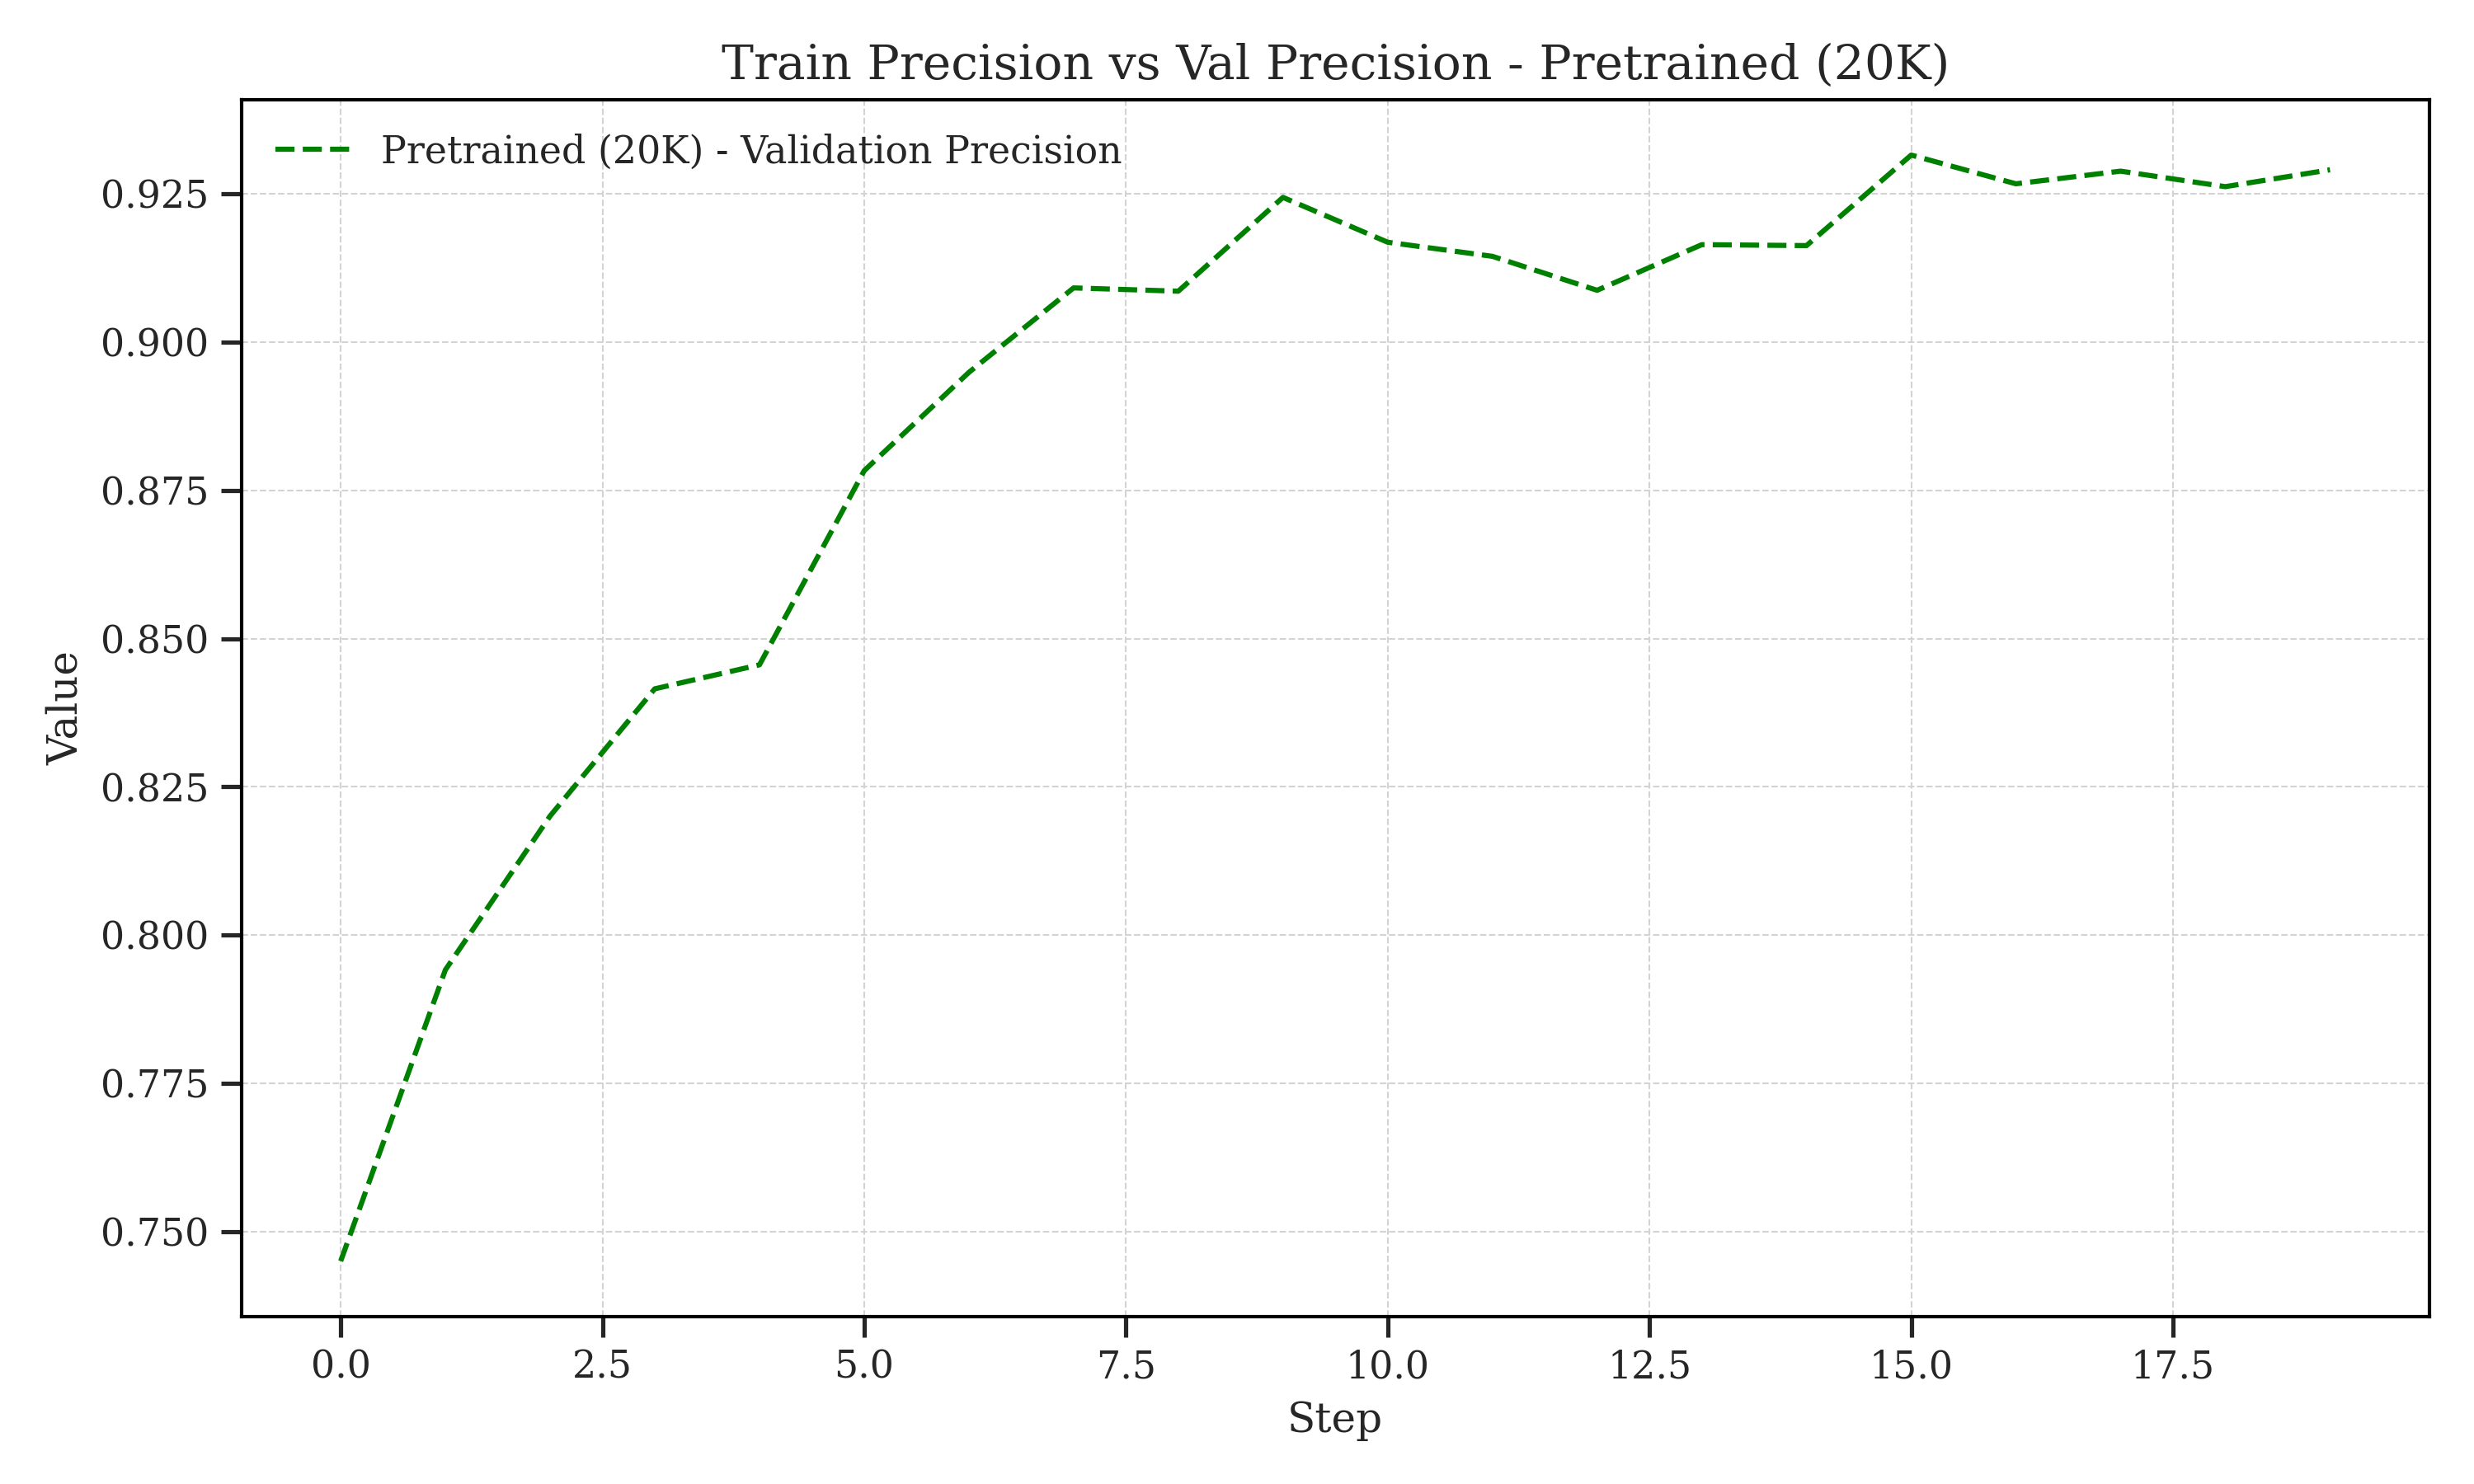 Train Precision vs Val Precision - Pretrained (20K)
Pretrained (20K) - Validation Precision
0.925
0.900
0.875
0.850
0.825
0.800
0.775
0.750
Value
0.0 2.5 5.0 7.5 10.0 12.5 15.0 17.5
Step